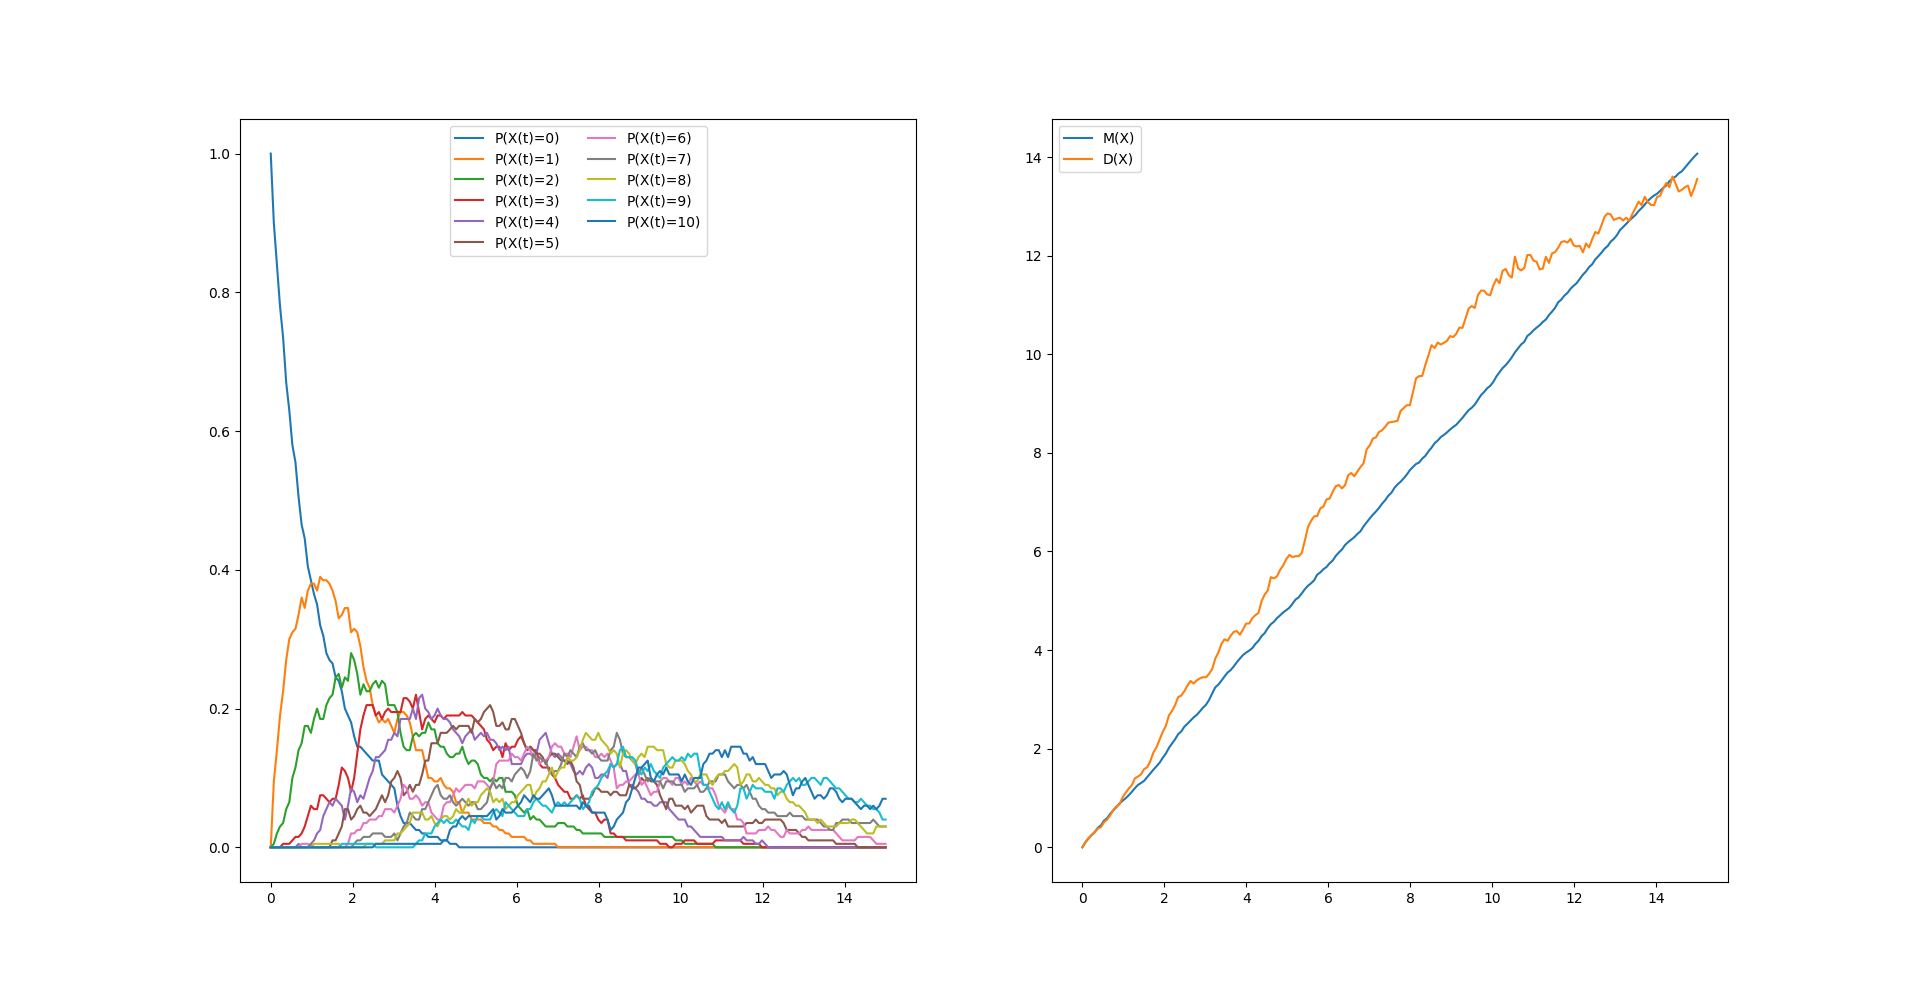 P(X(t)=0)
P(X(t)=1)
P(X(t)=2)
P(X(t)=3)
P(X(t)=4)
P(X(t)=5)
P(X(t)=6)
P(X(t)=7)
P(X(t)=8)
P(X(t)=9)
P(X(t)=10)
1.0
0.8
0.6
0.4
0.2
0.0
0 2 4 6 8 10 12 14
M(X)
D(X)
14
12
10
8
6
4
2
0
0 2 4 6 8 10 12 14